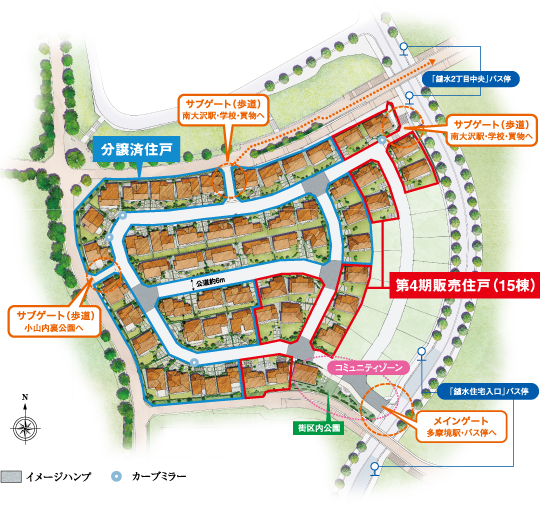 「鑓水2丁目中央」バス停
サブゲート（歩道）
南大沢駅・学校・買物へ
サブゲート（歩道）
南大沢駅・学校・買物へ
分譲済住戸
公道約6m
第4期販売住戸（15棟）
サブゲート（歩道）
小山内裏公園へ
コミュニティゾーン
「鑓水住宅入口」バス停
街区内公園
メインゲート
多摩境駅・バス停へ
N
イメージハンプ
カーブミラー